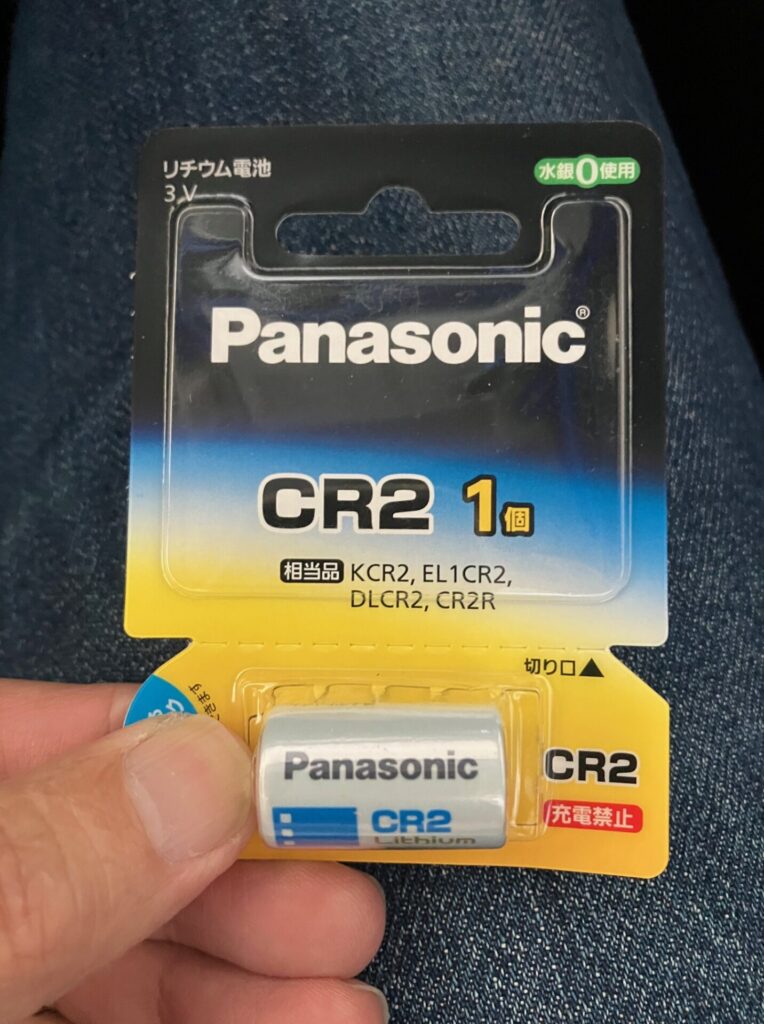 リチウム電池
3 V
水銀0使用
Panasonic®
CR2 1個
相当品 KCR2, EL1CR2,
DLCR2, CR2R
切り口▲
Panasonic
CR2
Lithium
CR2
充電禁止